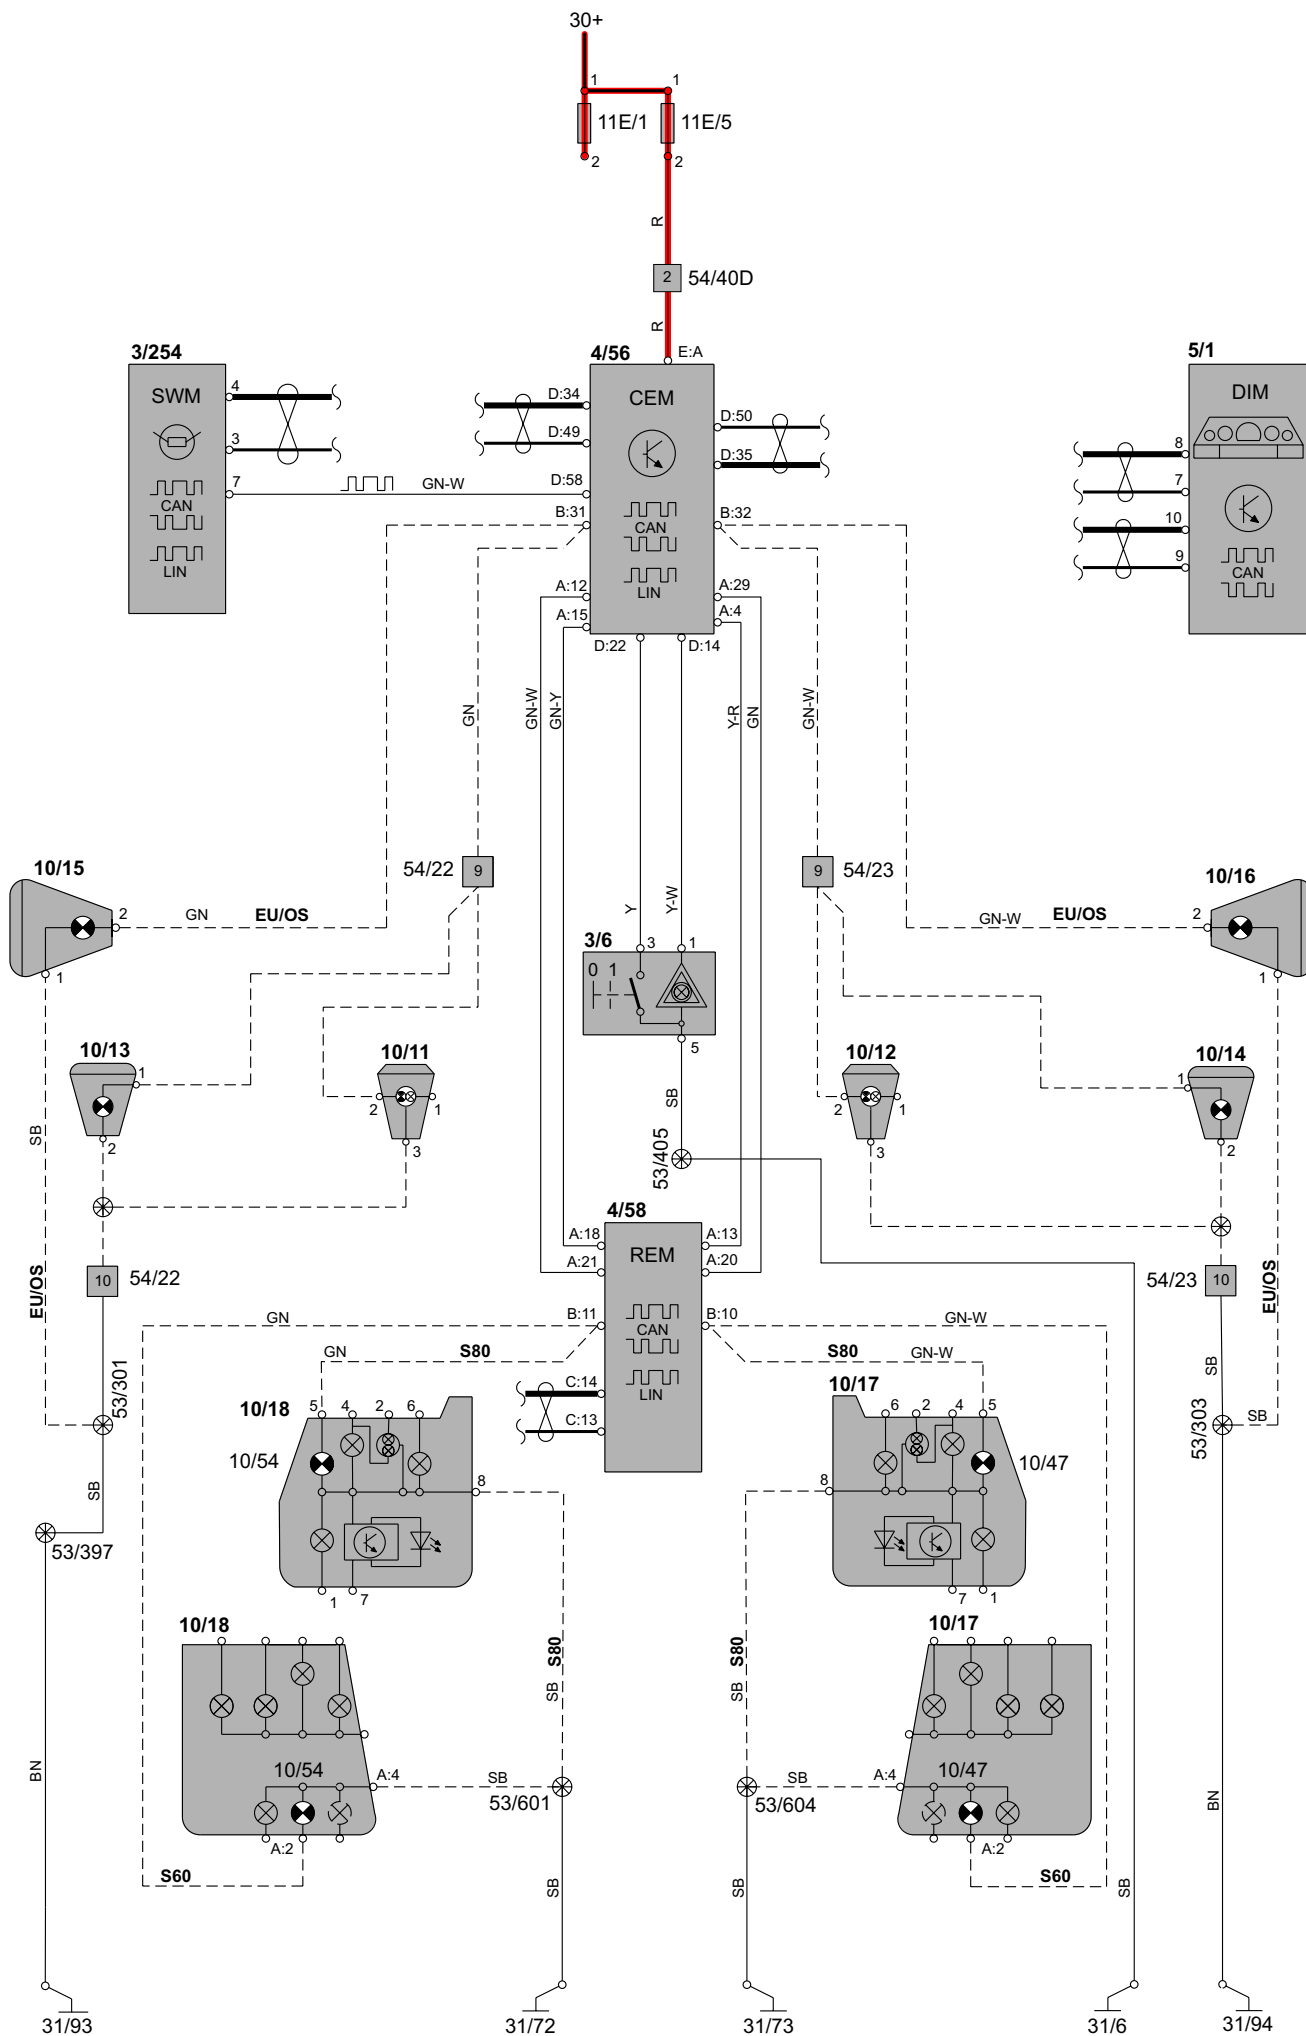 30+
1 1
11E/1 11E/5
2 2
R
2 54/40D
R
3/254 4/56 E:A 5/1
SWM CEM DIM
4 D:34 D:50 8
3 D:49 D:35 7
7 GN-W D:58 10
CAN B:31 CAN B:32 9
LIN LIN CAN
A:12 A:29
A:15 A:4
D:22 D:14
GN GN-W GN-Y Y-R GN GN-W
54/22 9 9 54/23
10/15 10/16
2 GN EU/OS Y Y-W GN-W EU/OS 2
1 3/6 3 1 1
0 1
5
10/13 10/11 10/12 10/14
1 2 1 2 1 1
SB 2 3 SB 3 2
53/405
4/58
A:18 REM A:13
A:21 A:20
EU/OS 10 54/22 54/23 10 EU/OS
GN B:11 CAN B:10 GN-W
GN S80 LIN S80 GN-W
C:14
C:13
53/301 SB 53/303 SB
10/18 5 4 2 6 10/17 6 2 4 5
10/54 10/47
8 8
SB
53/397
1 7 7 1
10/18 S80 S80 10/17
SB SB
10/54 10/47
A:4 SB SB A:4
53/601 53/604
BN BN
A:2 A:2
S60 S60
SB SB SB
31/93 31/72 31/73 31/6 31/94